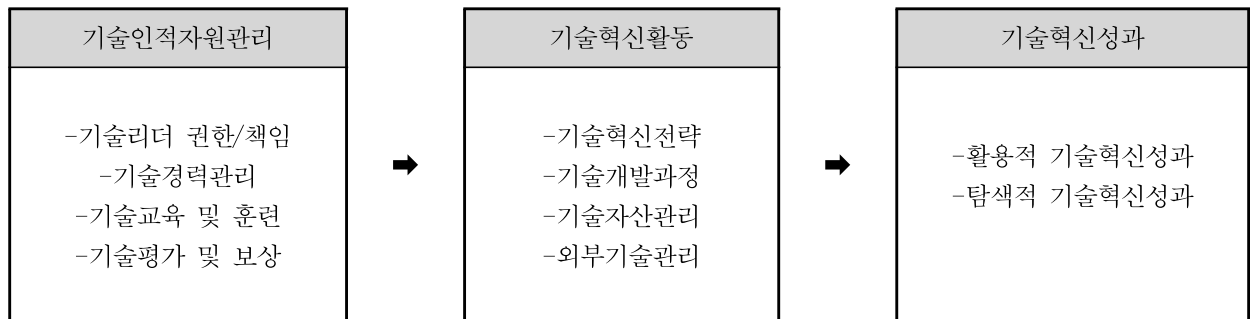 기술인적자원관리
-기술리더 권한/책임
-기술경력관리
-기술교육 및 훈련
-기술평가 및 보상
기술혁신활동
-기술혁신전략
-기술개발과정
-기술자산관리
-외부기술관리
기술혁신성과
-활용적 기술혁신성과
-탐색적 기술혁신성과